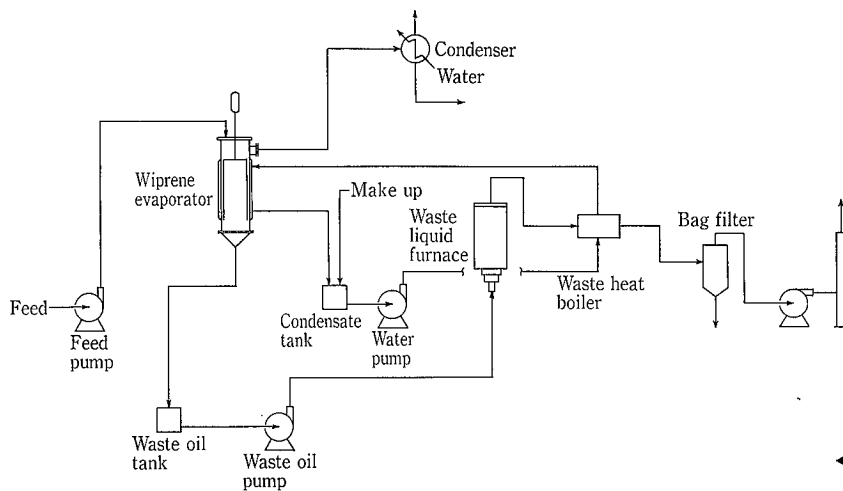 Condenser
Water
Wiprene
evaporator
Make up
Waste
liquid
furnace
Bag filter
Feed
Feed
pump
Condensate
tank
Water
pump
Waste heat
boiler
Waste oil
tank
Waste oil
pump